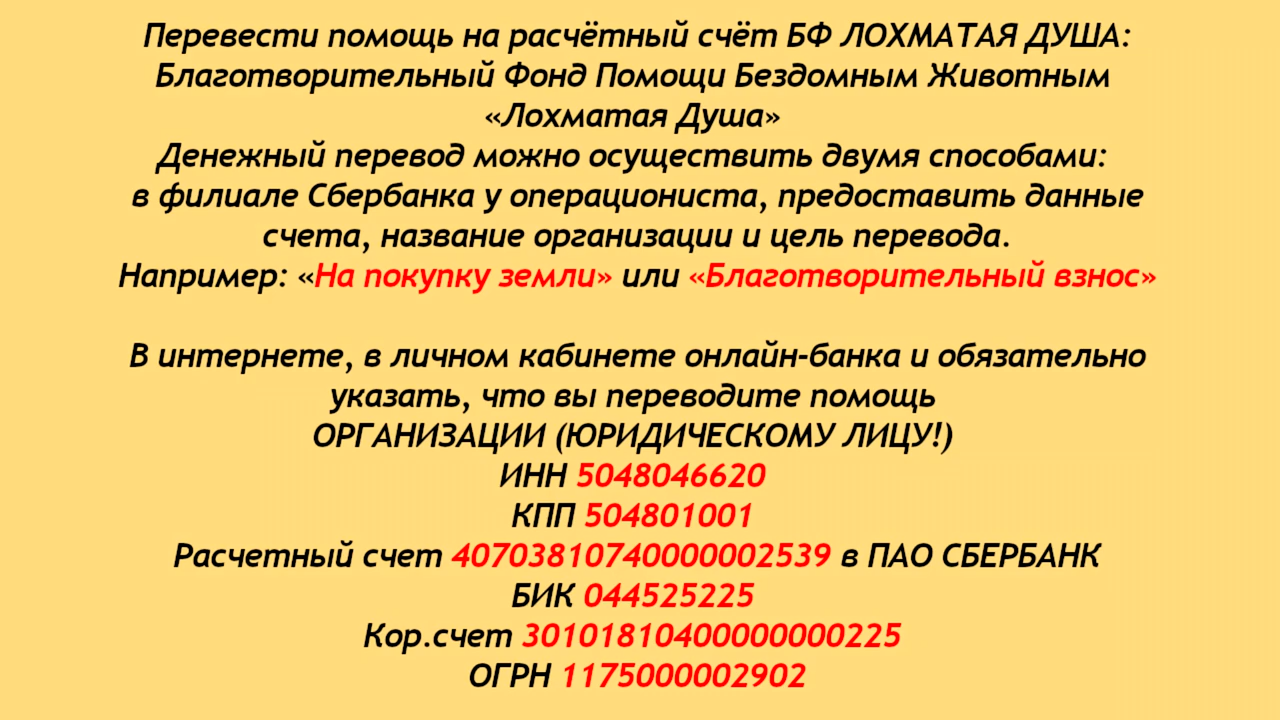 Перевести помощь на расчётный счёт БФ ЛОХМАТАЯ ДУША:
Благотворительный Фонд Помощи Бездомным Животным
«Лохматая Душа»
Денежный перевод можно осуществить двумя способами:
в филиале Сбербанка у операциониста, предоставить данные
счета, название организации и цель перевода.
Например: «На покупку земли» или «Благотворительный взнос»
В интернете, в личном кабинете онлайн-банка и обязательно
указать, что вы переводите помощь
ОРГАНИЗАЦИИ (ЮРИДИЧЕСКОМУ ЛИЦУ!)
ИНН 5048046620
КПП 504801001
Расчетный счет 40703810740000002539 в ПАО СБЕРБАНК
БИК 044525225
Кор.счет 30101810400000000225
ОГРН 1175000002902